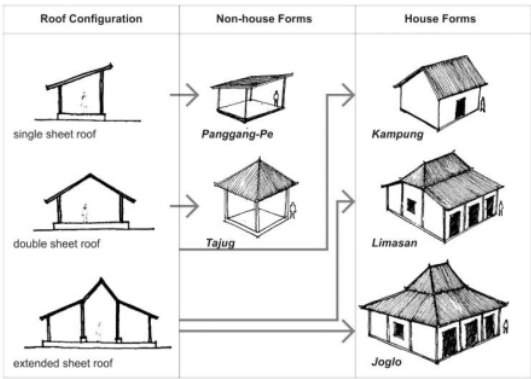 Roof Configuration
Non-house Forms
House Forms
single sheet roof
Panggang-Pe
Kampung
double sheet roof
Tajug
Limasan
extended sheet roof
Joglo